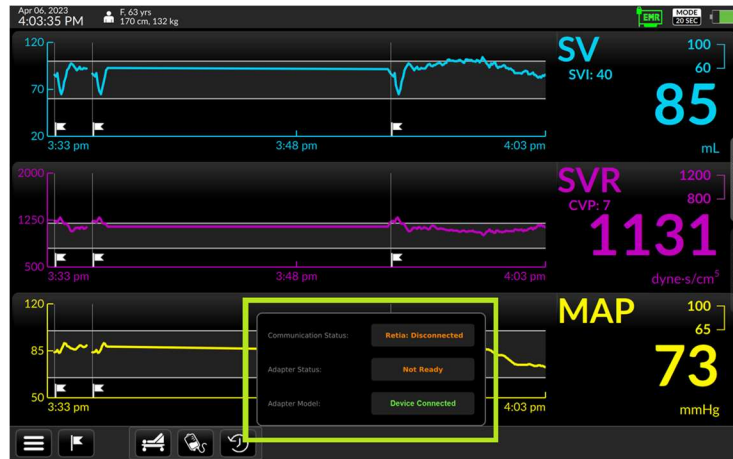 Apr 06, 2023
4:03:35 PM
F, 63 yrs
170 cm, 132 kg
EMR
MODE
20 SEC
120
70
20
3:33 pm 3:48 pm 4:03 pm
SV
SVI: 40
100
60
85
mL
2000
1250
500
3:33 pm 3:48 pm 4:03 pm
SVR
CVP: 7
1200
800
1131
dyne-s/cm⁵
120
85
50
3:33 pm 4:03 pm
Communication Status: Retia: Disconnected
Adapter Status: Not Ready
Adapter Model: Device Connected
MAP
100
65
73
mmHg